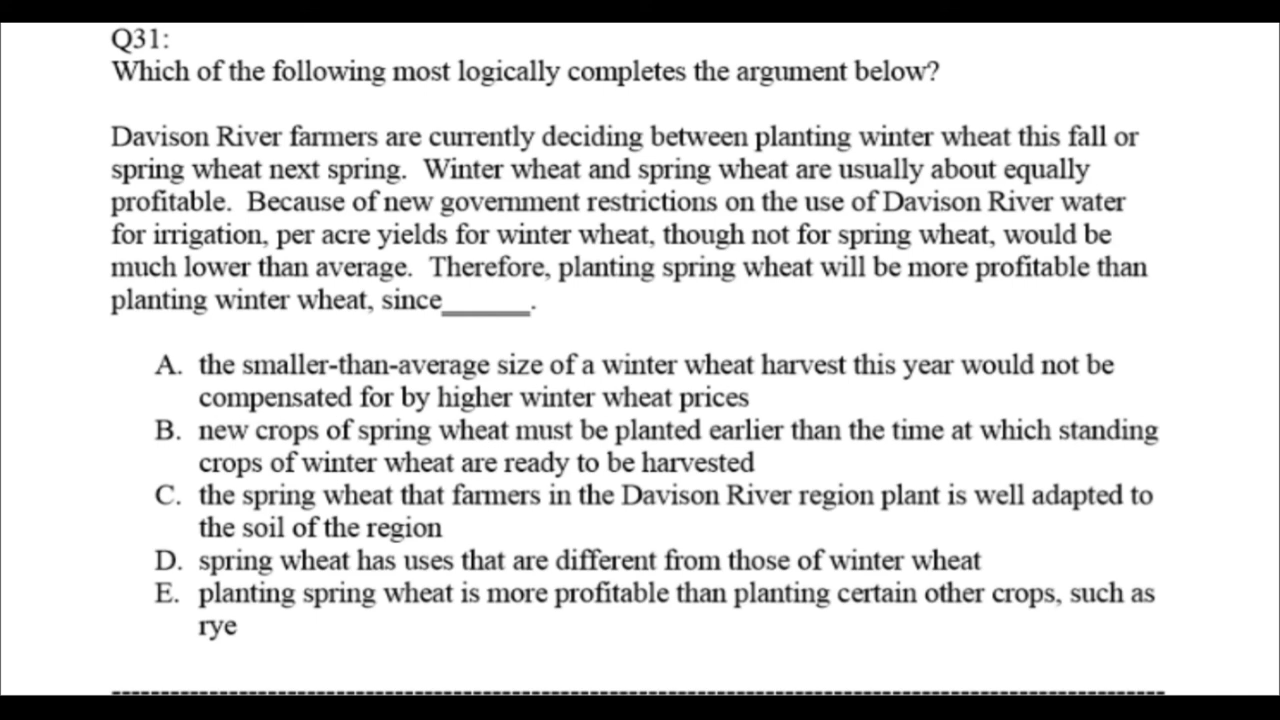 Q31:
Which of the following most logically completes the argument below?
Davison River farmers are currently deciding between planting winter wheat this fall or
spring wheat next spring.  Winter wheat and spring wheat are usually about equally
profitable.  Because of new government restrictions on the use of Davison River water
for irrigation, per acre yields for winter wheat, though not for spring wheat, would be
much lower than average.  Therefore, planting spring wheat will be more profitable than
planting winter wheat, since______.
A. the smaller-than-average size of a winter wheat harvest this year would not be
compensated for by higher winter wheat prices
B. new crops of spring wheat must be planted earlier than the time at which standing
crops of winter wheat are ready to be harvested
C. the spring wheat that farmers in the Davison River region plant is well adapted to
the soil of the region
D. spring wheat has uses that are different from those of winter wheat
E. planting spring wheat is more profitable than planting certain other crops, such as
rye